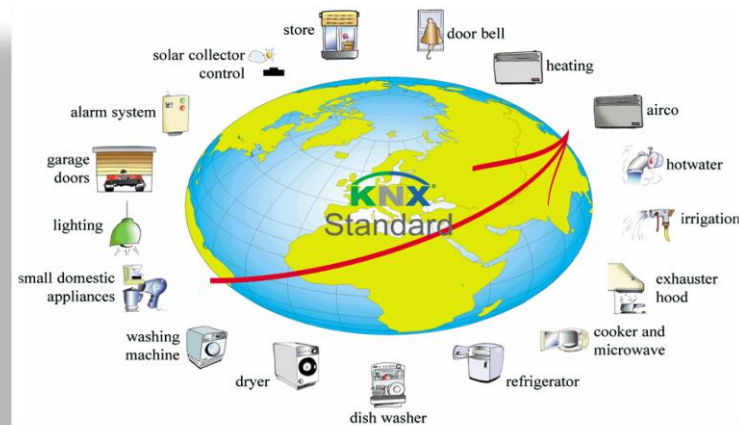 store
door bell
solar collector
control
heating
alarm system
airco
garage
doors
hotwater
lighting
irrigation
KNX®
Standard
small domestic
appliances
exhauster
hood
washing
machine
cooker and
microwave
dryer
refrigerator
dish washer